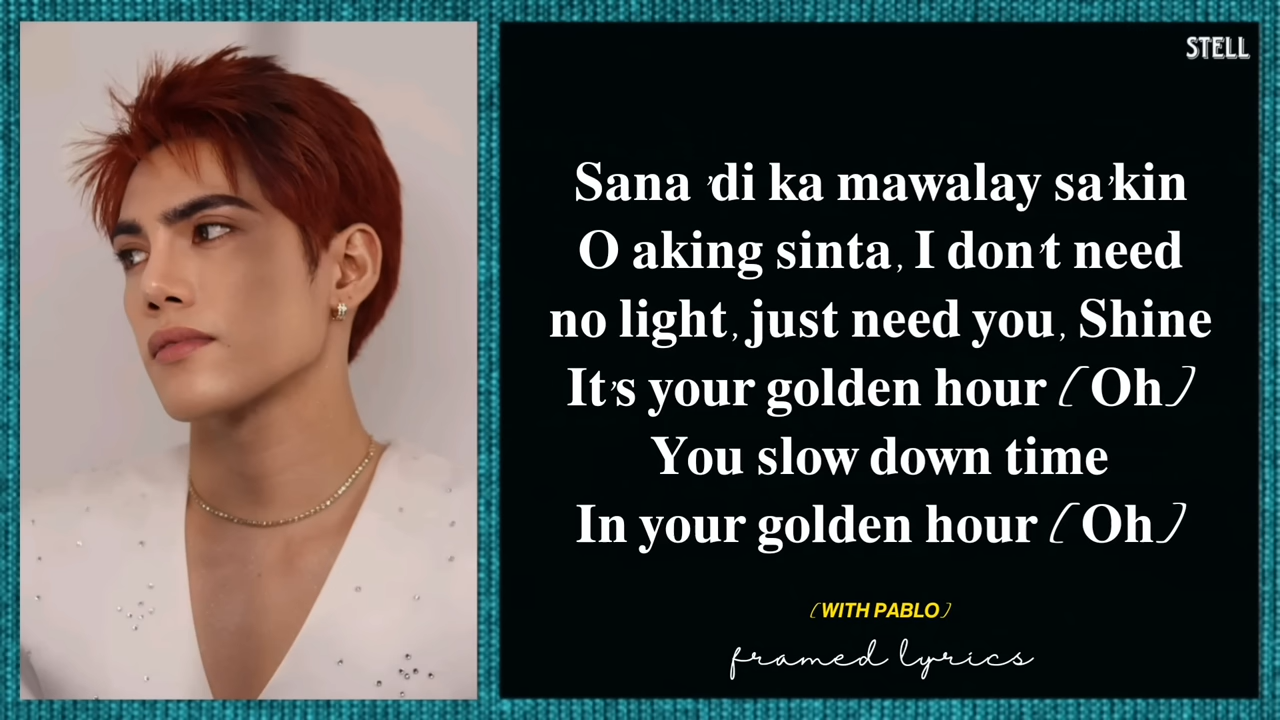 STELL
Sana 'di ka mawalay sa'kin
O aking sinta, I don't need
no light, just need you, Shine
It's your golden hour (Oh)
You slow down time
In your golden hour (Oh)
(WITH PABLO)
framed lyrics